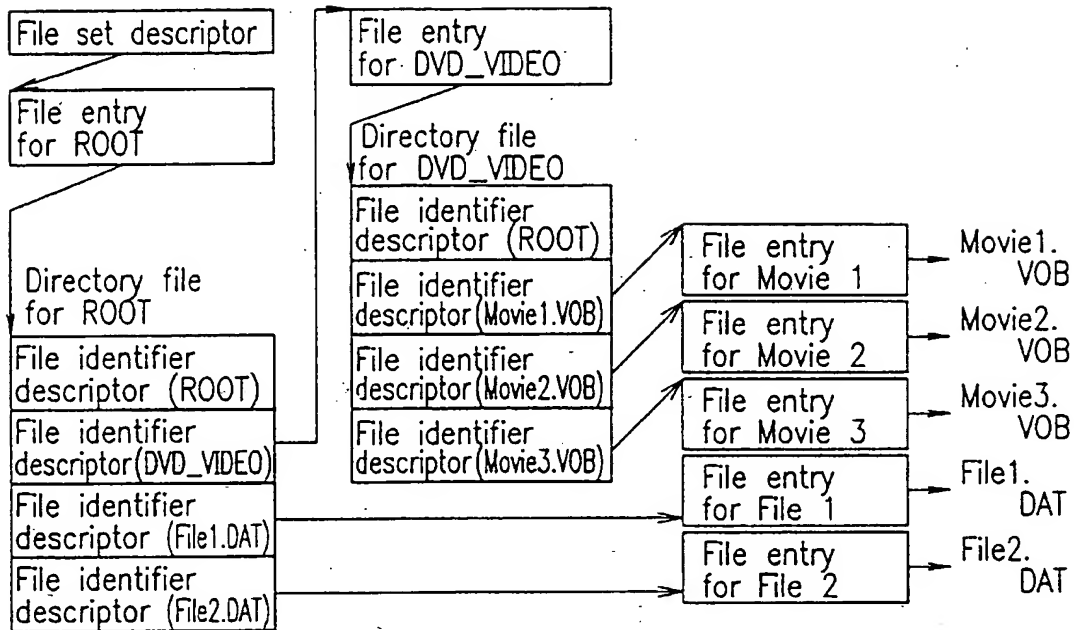 File set descriptor
File entry
for ROOT
Directory file
for ROOT
File identifier
descriptor (ROOT)
File identifier
descriptor(DVD_VIDEO)
File identifier
descriptor (File1.DAT)
File identifier
descriptor (File2.DAT)
File entry
for DVD_VIDEO
Directory file
for DVD_VIDEO
File identifier
descriptor (ROOT)
File identifier
descriptor(Movie1.VOB)
File identifier
descriptor(Movie2.VOB)
File identifier
descriptor(Movie3.VOB)
File entry
for Movie 1
File entry
for Movie 2
File entry
for Movie 3
File entry
for File 1
File entry
for File 2
Movie1.
VOB
Movie2.
VOB
Movie3.
VOB
File1.
DAT
File2.
DAT